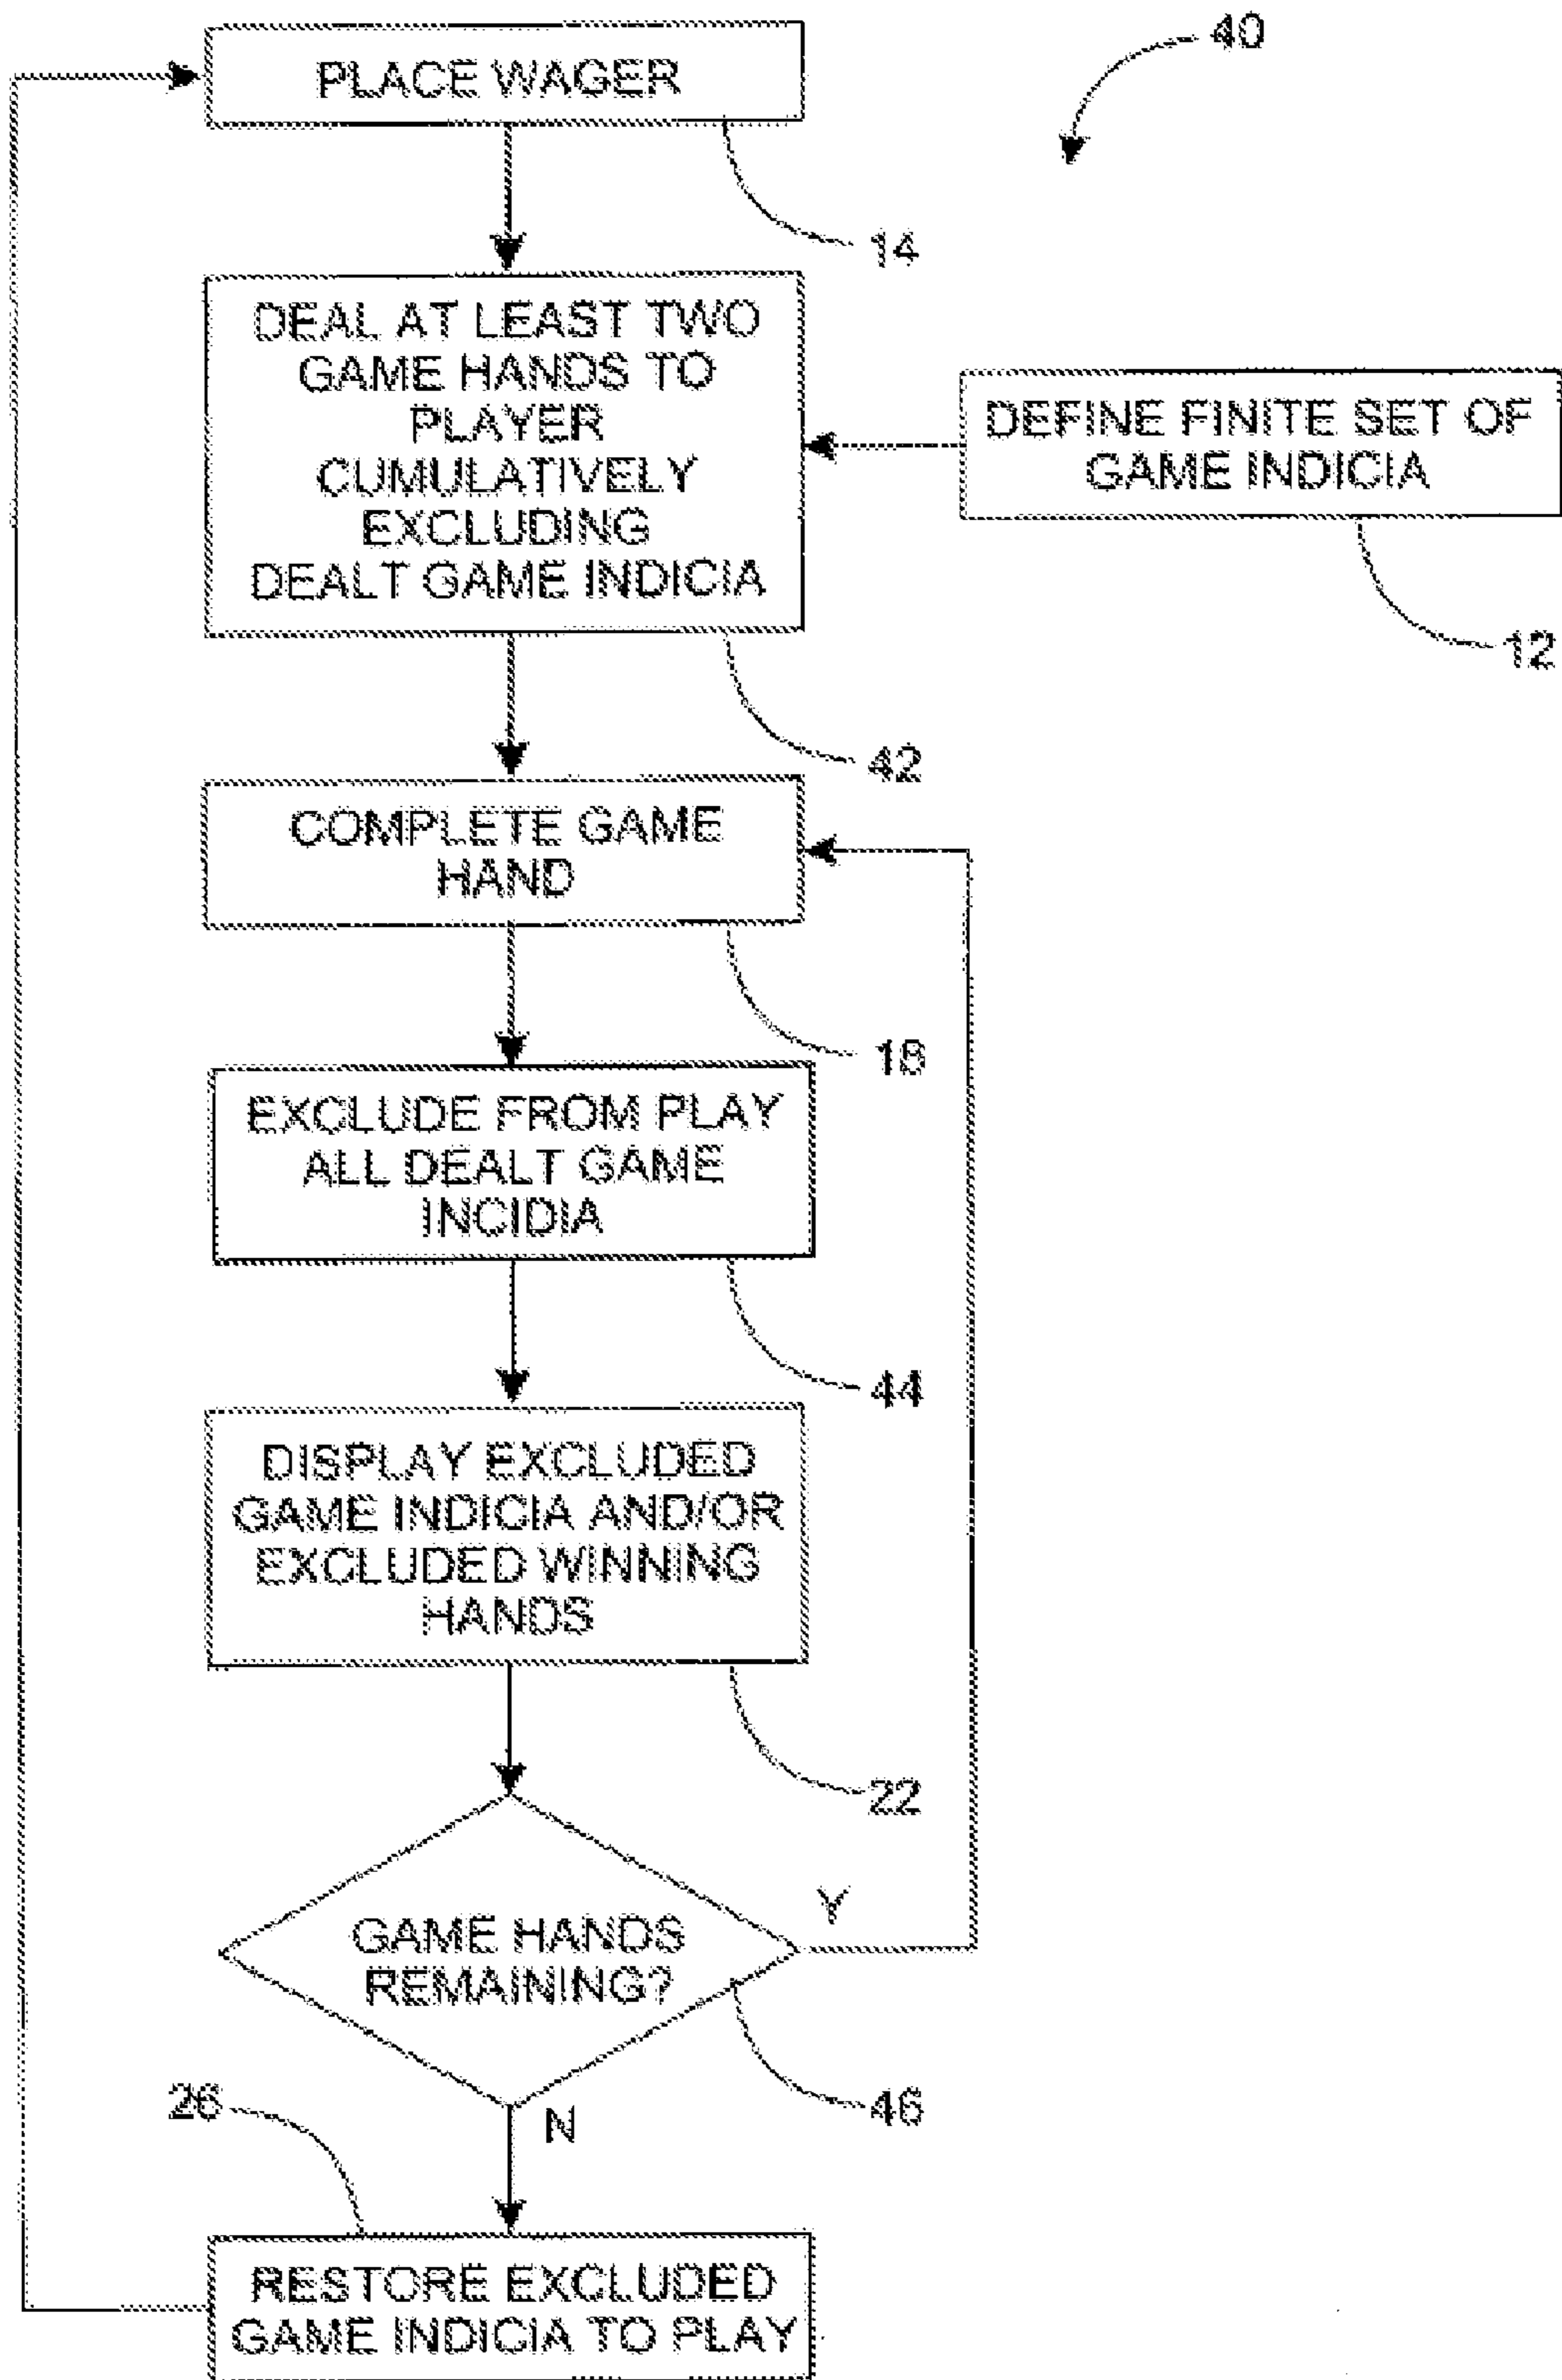 40
PLACE WAGER
14
DEAL AT LEAST TWO
GAME HANDS TO
PLAYER
CUMULATIVELY
EXCLUDING
DEALT GAME INDICIA
42
DEFINE FINITE SET OF
GAME INDICIA
12
COMPLETE GAME
HAND
18
EXCLUDE FROM PLAY
ALL DEALT GAME
INCIDIA
44
DISPLAY EXCLUDED
GAME INDICIA AND/OR
EXCLUDED WINNING
HANDS
22
GAME HANDS
REMAINING?
Y
46
N
26
RESTORE EXCLUDED
GAME INDICIA TO PLAY